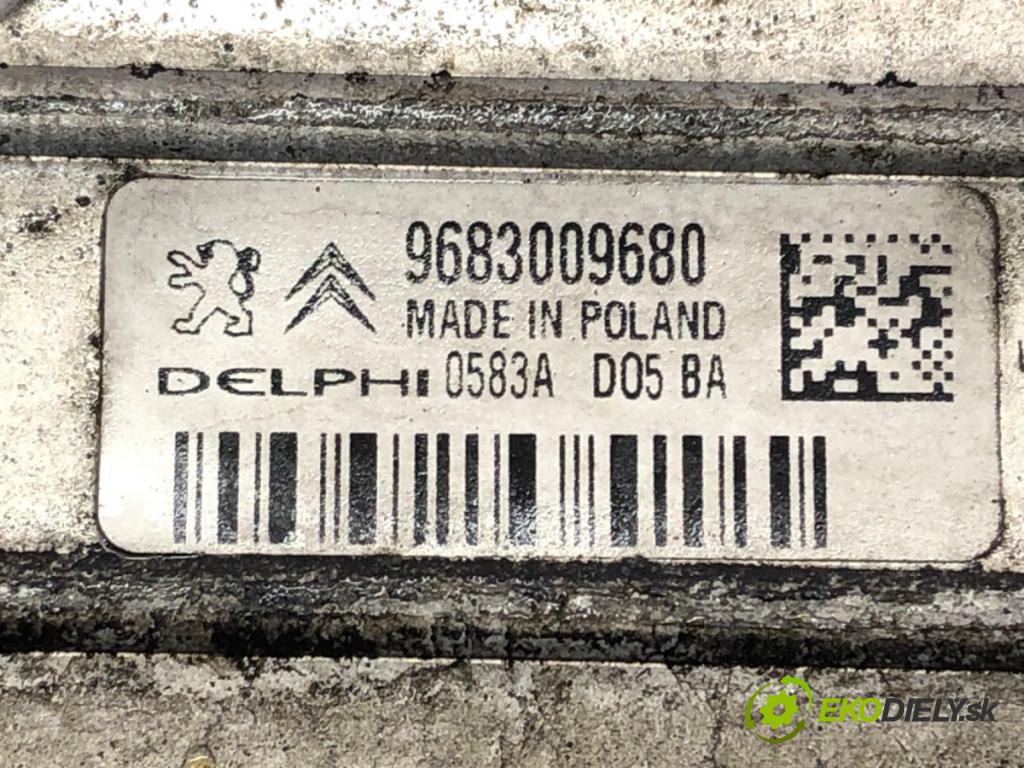 9683009680
MADE IN POLAND
DELPHI 0583A D05 BA
EKODIELY.sk